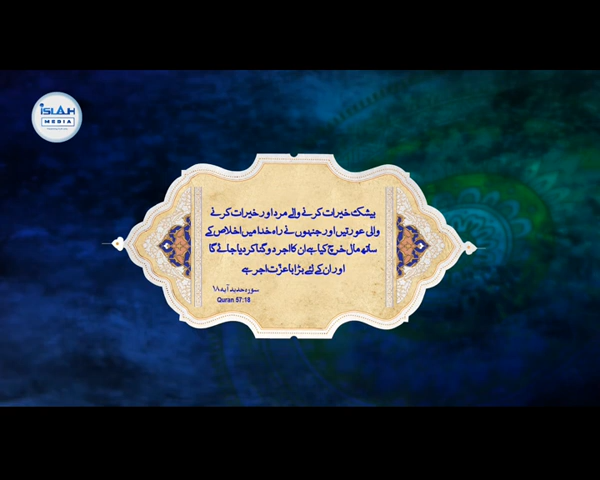 iSLAH
MEDIA
بیشک خیرات کرنے والے مرد اور خیرات کرنے
والی عورتیں اور جنہوں نے راہ خدا میں اخلاص کے
ساتھ مال خرچ کیا ہے ان کا اجر دوگنا کر دیا جائے گا
اور ان کے لئے بڑا باعزّت اجر ہے
سورہ حدید آیہ ۱۸
Quran 57:18